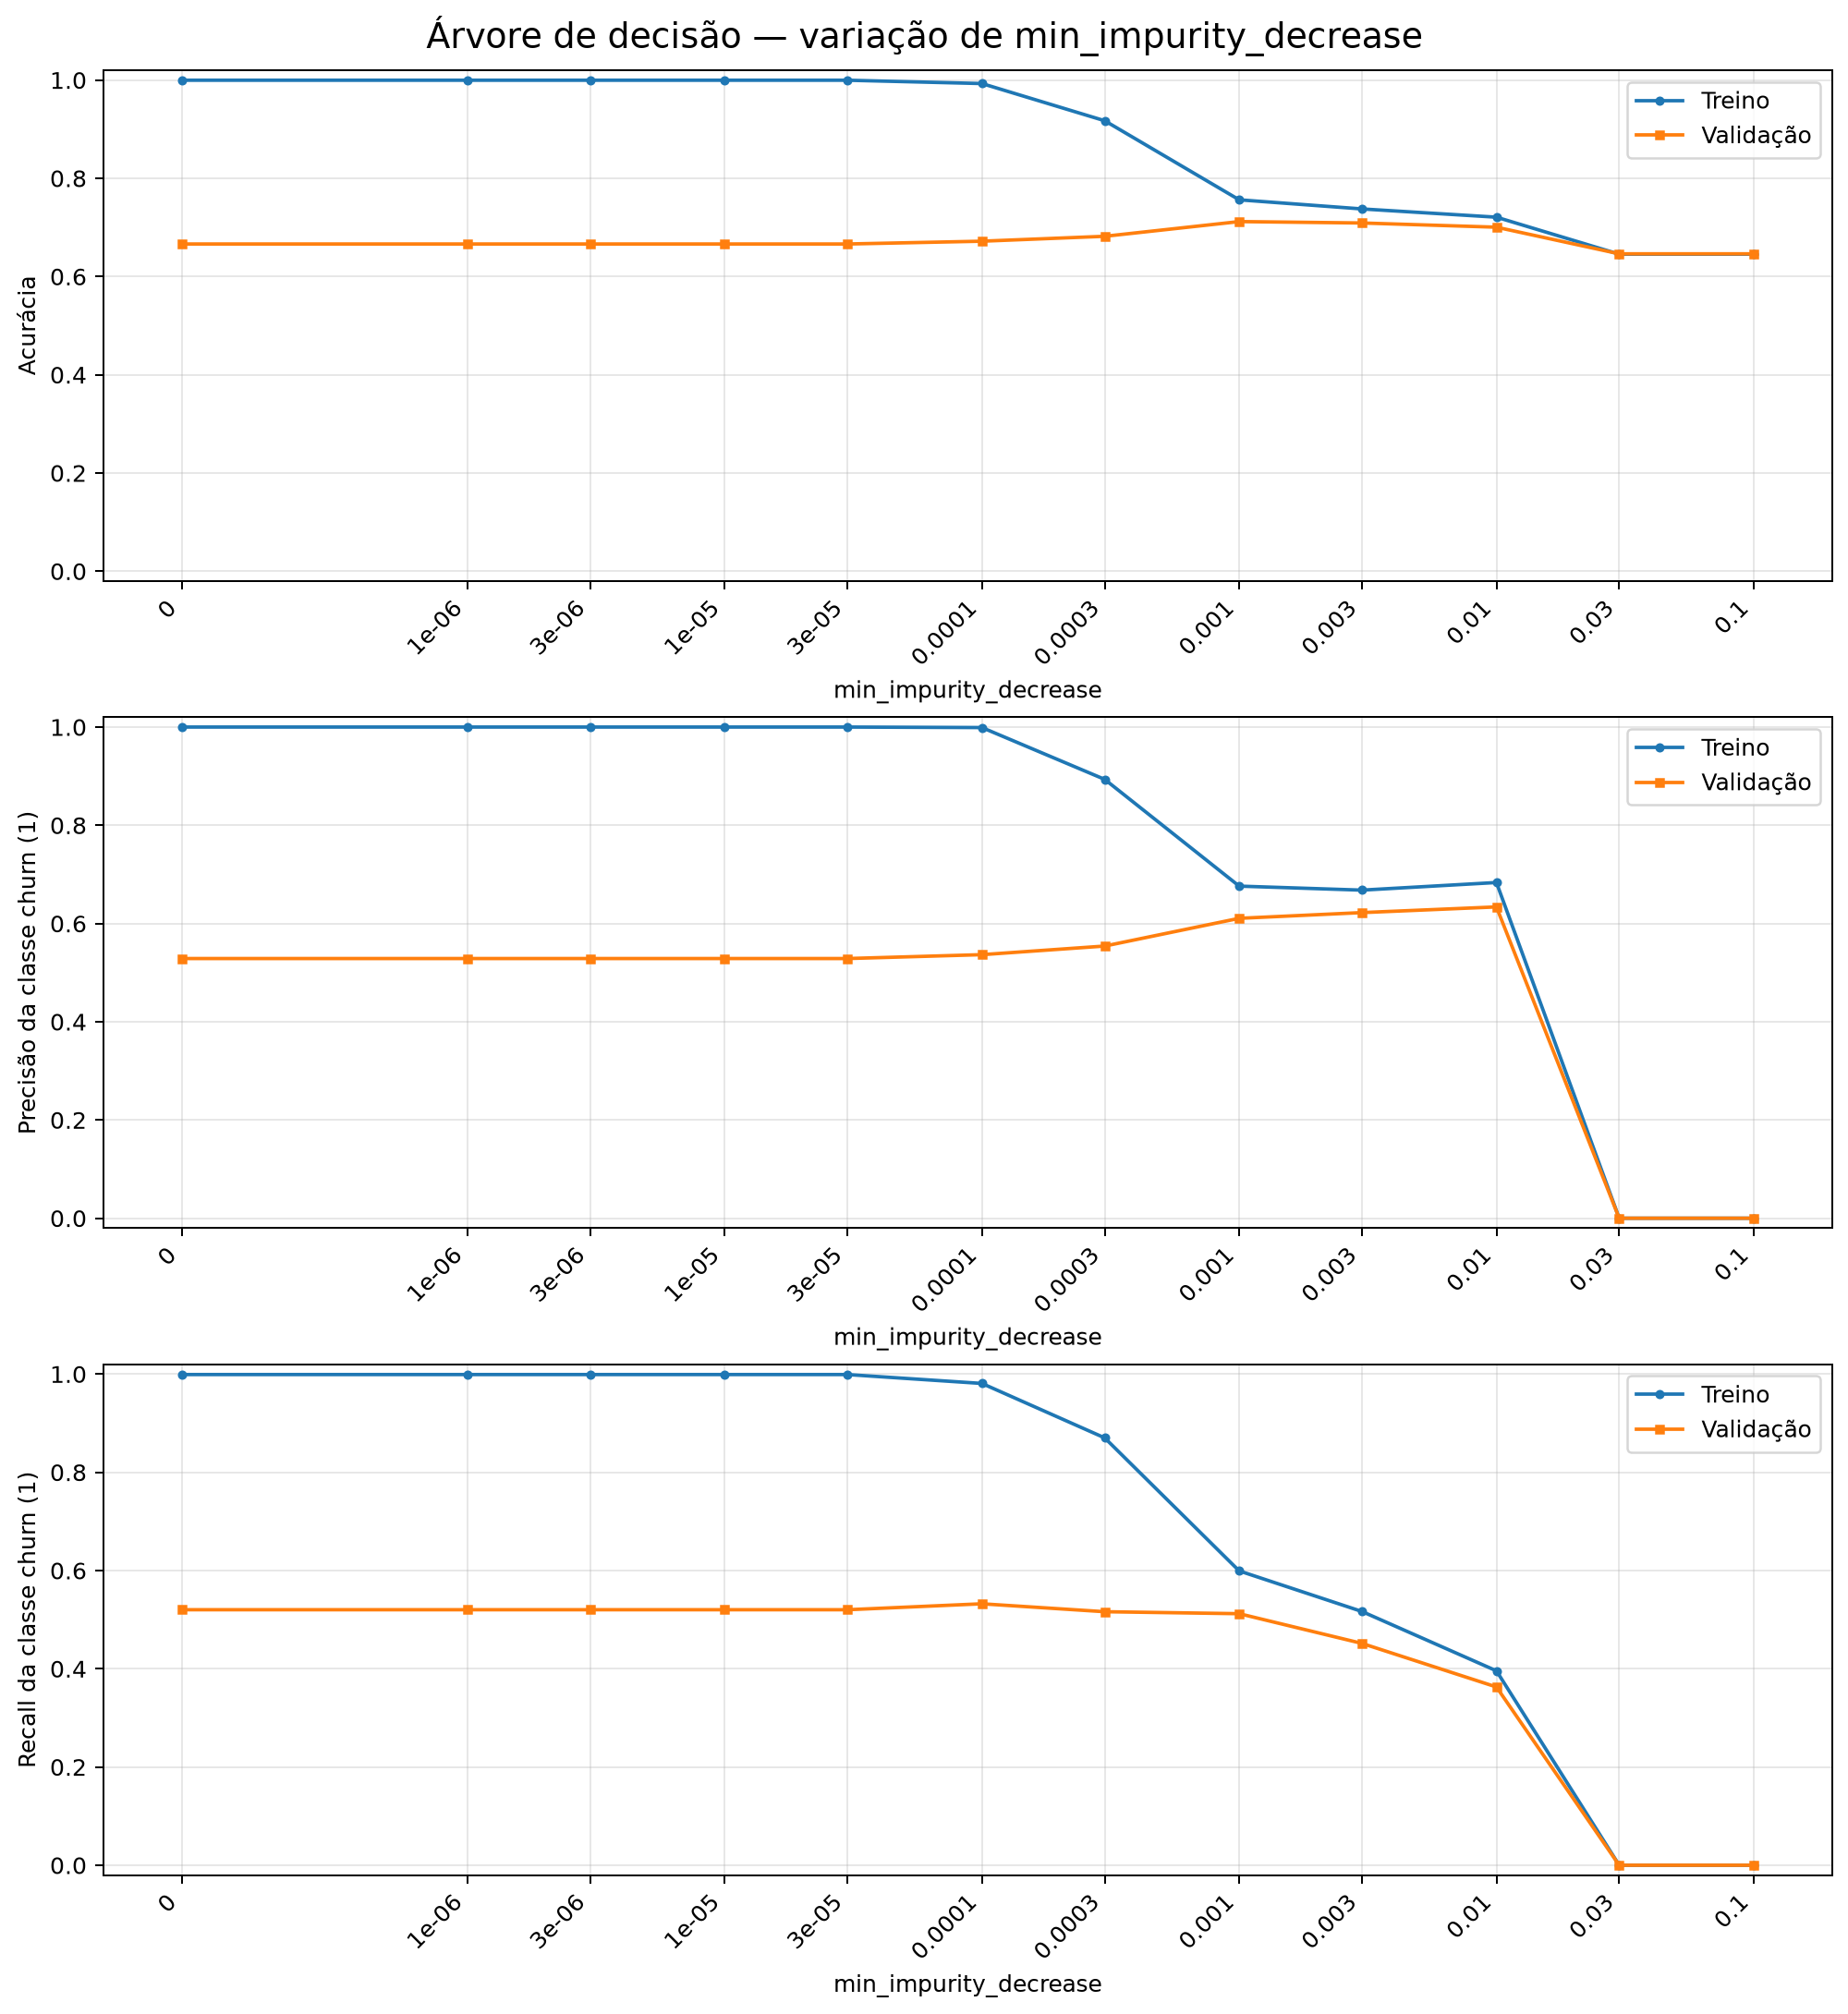 Árvore de decisão — variação de min_impurity_decrease
Acurácia
1.0
0.8
0.6
0.4
0.2
0.0
Treino
Validação
0 1e-06 3e-06 1e-05 3e-05 0.0001 0.0003 0.001 0.003 0.01 0.03 0.1
min_impurity_decrease
Precisão da classe churn (1)
1.0
0.8
0.6
0.4
0.2
0.0
Treino
Validação
0 1e-06 3e-06 1e-05 3e-05 0.0001 0.0003 0.001 0.003 0.01 0.03 0.1
min_impurity_decrease
Recall da classe churn (1)
1.0
0.8
0.6
0.4
0.2
0.0
Treino
Validação
0 1e-06 3e-06 1e-05 3e-05 0.0001 0.0003 0.001 0.003 0.01 0.03 0.1
min_impurity_decrease